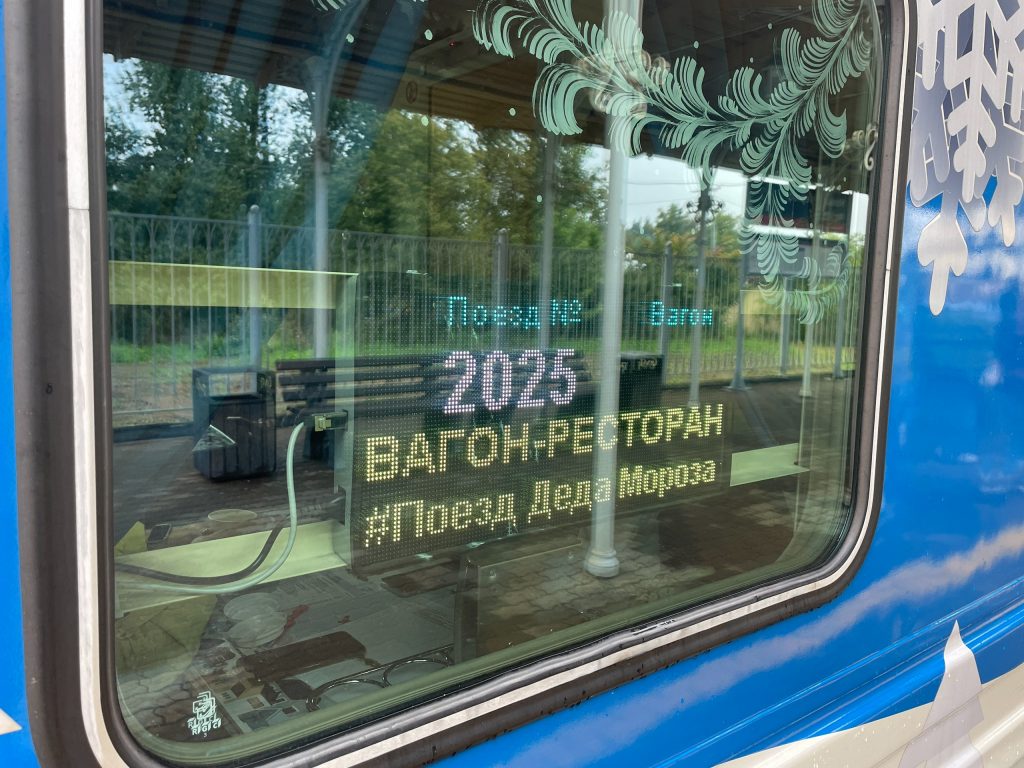 Поезд № Вагон
2025
ВАГОН-РЕСТОРАН
#Поезд Деда Мороза